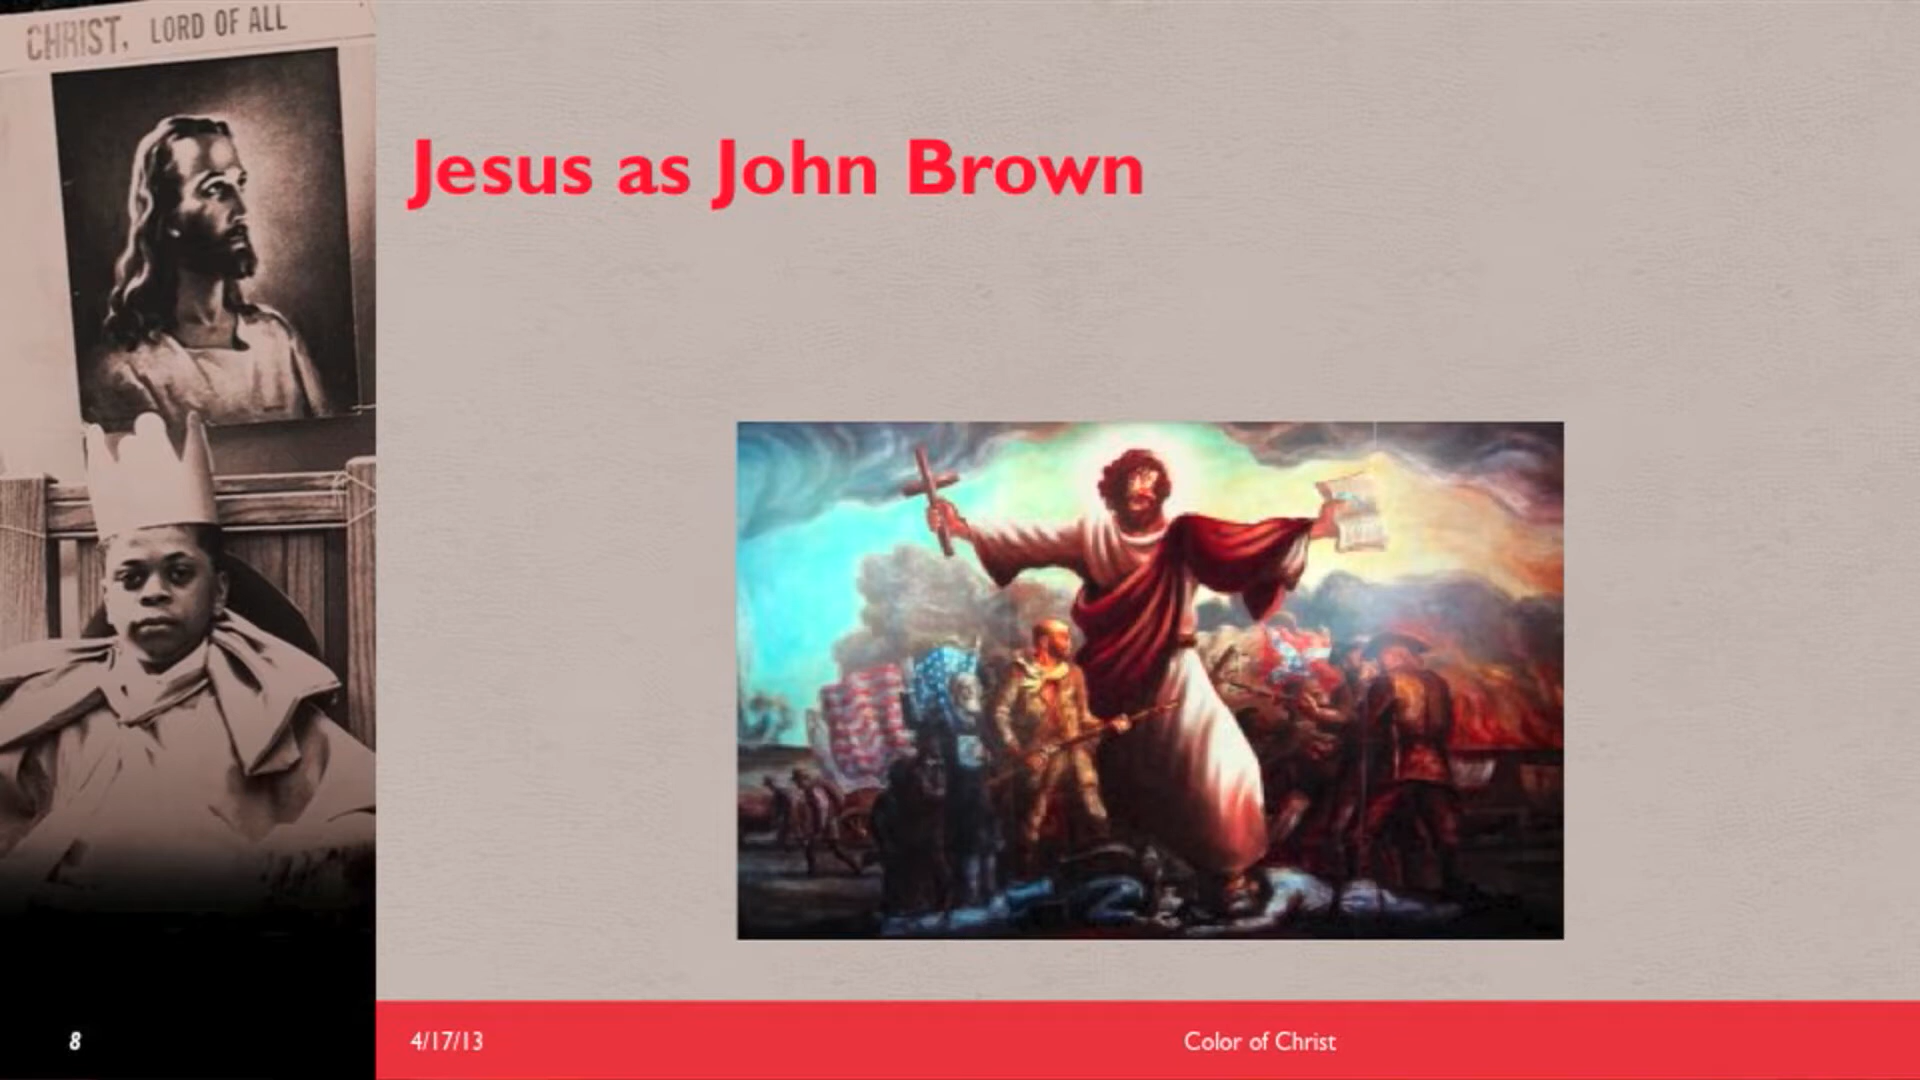 CHRIST, LORD OF ALL
Jesus as John Brown
8
4/17/13
Color of Christ